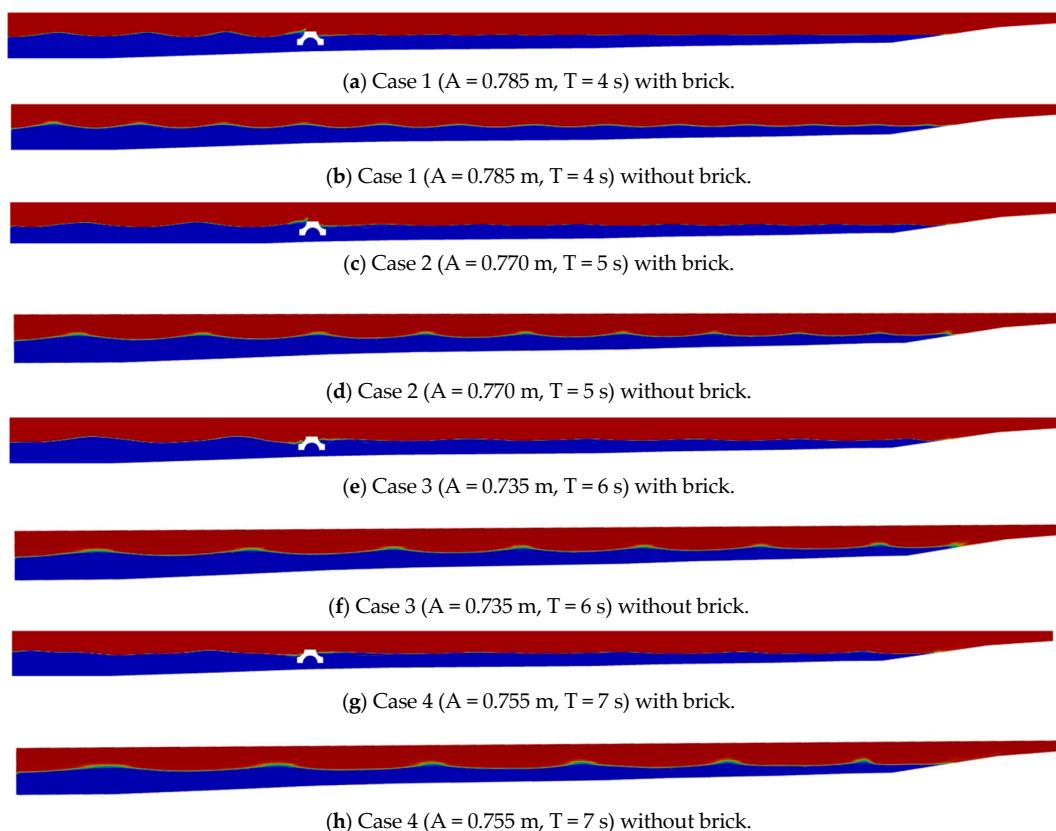 (a) Case 1 (A = 0.785 m, T = 4 s) with brick.
(b) Case 1 (A = 0.785 m, T = 4 s) without brick.
(c) Case 2 (A = 0.770 m, T = 5 s) with brick.
(d) Case 2 (A = 0.770 m, T = 5 s) without brick.
(e) Case 3 (A = 0.735 m, T = 6 s) with brick.
(f) Case 3 (A = 0.735 m, T = 6 s) without brick.
(g) Case 4 (A = 0.755 m, T = 7 s) with brick.
(h) Case 4 (A = 0.755 m, T = 7 s) without brick.